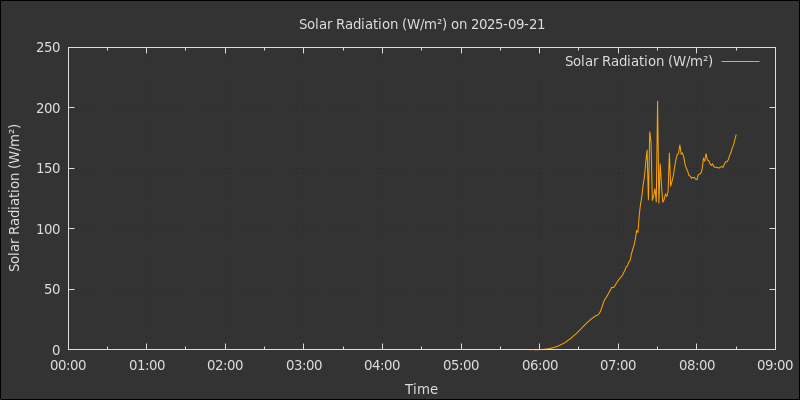 Solar Radiation (W/m²) on 2025-09-21
Solar Radiation (W/m²)
Solar Radiation (W/m²)
250
200
150
100
50
0
00:00 01:00 02:00 03:00 04:00 05:00 06:00 07:00 08:00 09:00
Time